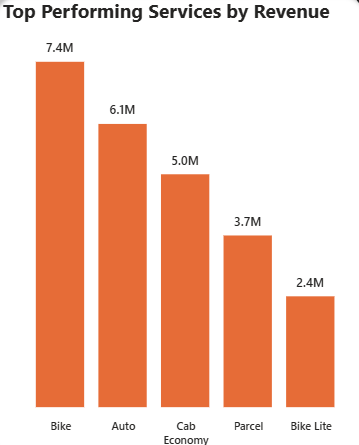 Top Performing Services by Revenue
7.4M
6.1M
5.0M
3.7M
2.4M
Bike
Auto
Cab
Economy
Parcel
Bike Lite